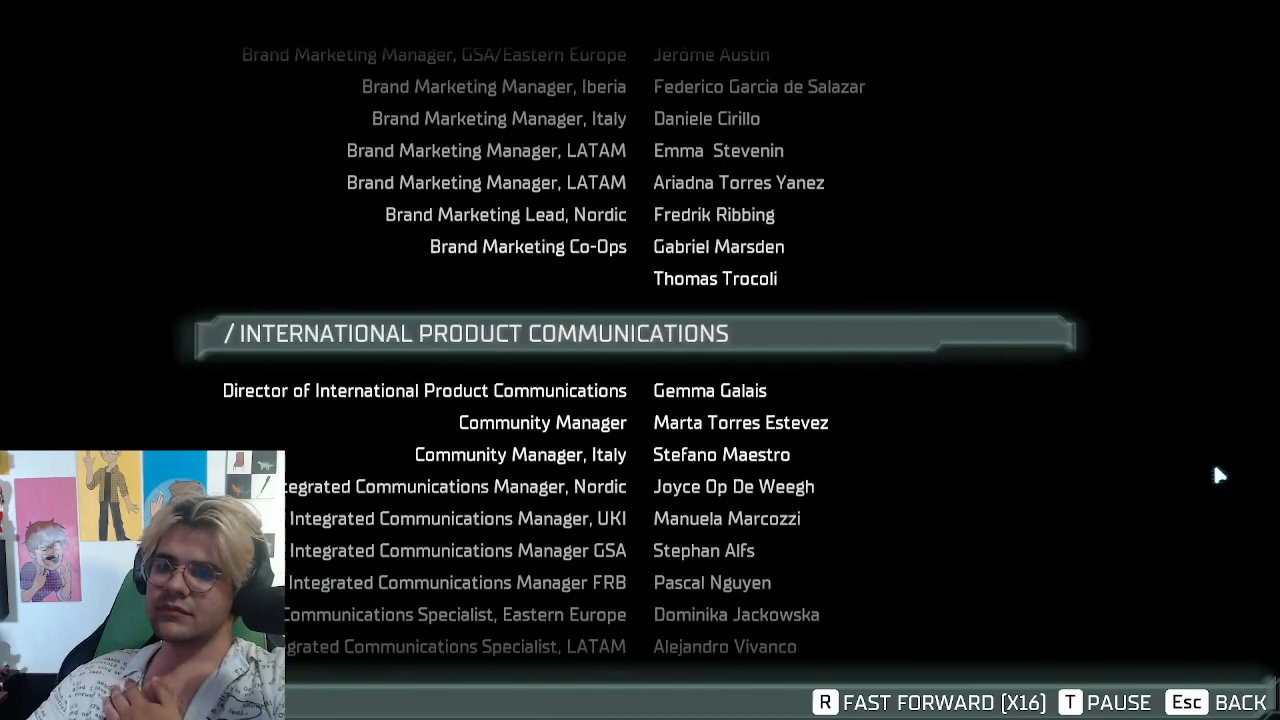 Brand Marketing Manager, GSA/Eastern Europe Jérôme Austin
Brand Marketing Manager, Iberia Federico Garcia de Salazar
Brand Marketing Manager, Italy Daniele Cirillo
Brand Marketing Manager, LATAM Emma Stevenin
Brand Marketing Manager, LATAM Ariadna Torres Yanez
Brand Marketing Lead, Nordic Fredrik Ribbing
Brand Marketing Co-Ops Gabriel Marsden
Thomas Trocoli
/ INTERNATIONAL PRODUCT COMMUNICATIONS
Director of International Product Communications Gemma Galais
Community Manager Marta Torres Estevez
Community Manager, Italy Stefano Maestro
tegrated Communications Manager, Nordic Joyce Op De Weegh
Integrated Communications Manager, UKI Manuela Marcozzi
Integrated Communications Manager GSA Stephan Alfs
Integrated Communications Manager FRB Pascal Nguyen
Communications Specialist, Eastern Europe Dominika Jackowska
grated Communications Specialist, LATAM Alejandro Vivanco
R FAST FORWARD [X16] T PAUSE Esc BACK